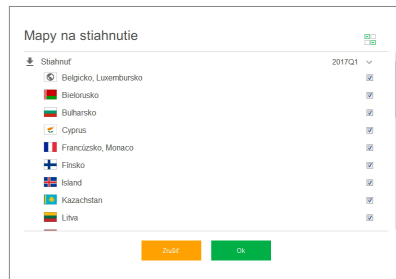 Mapy na stiahnutie
Stiahnuť 2017Q1
Belgicko, Luxembursko
Bielorusko
Bulharsko
Cyprus
Francúzsko, Monaco
Fínsko
Island
Kazachstan
Litva
Zrušiť Ok